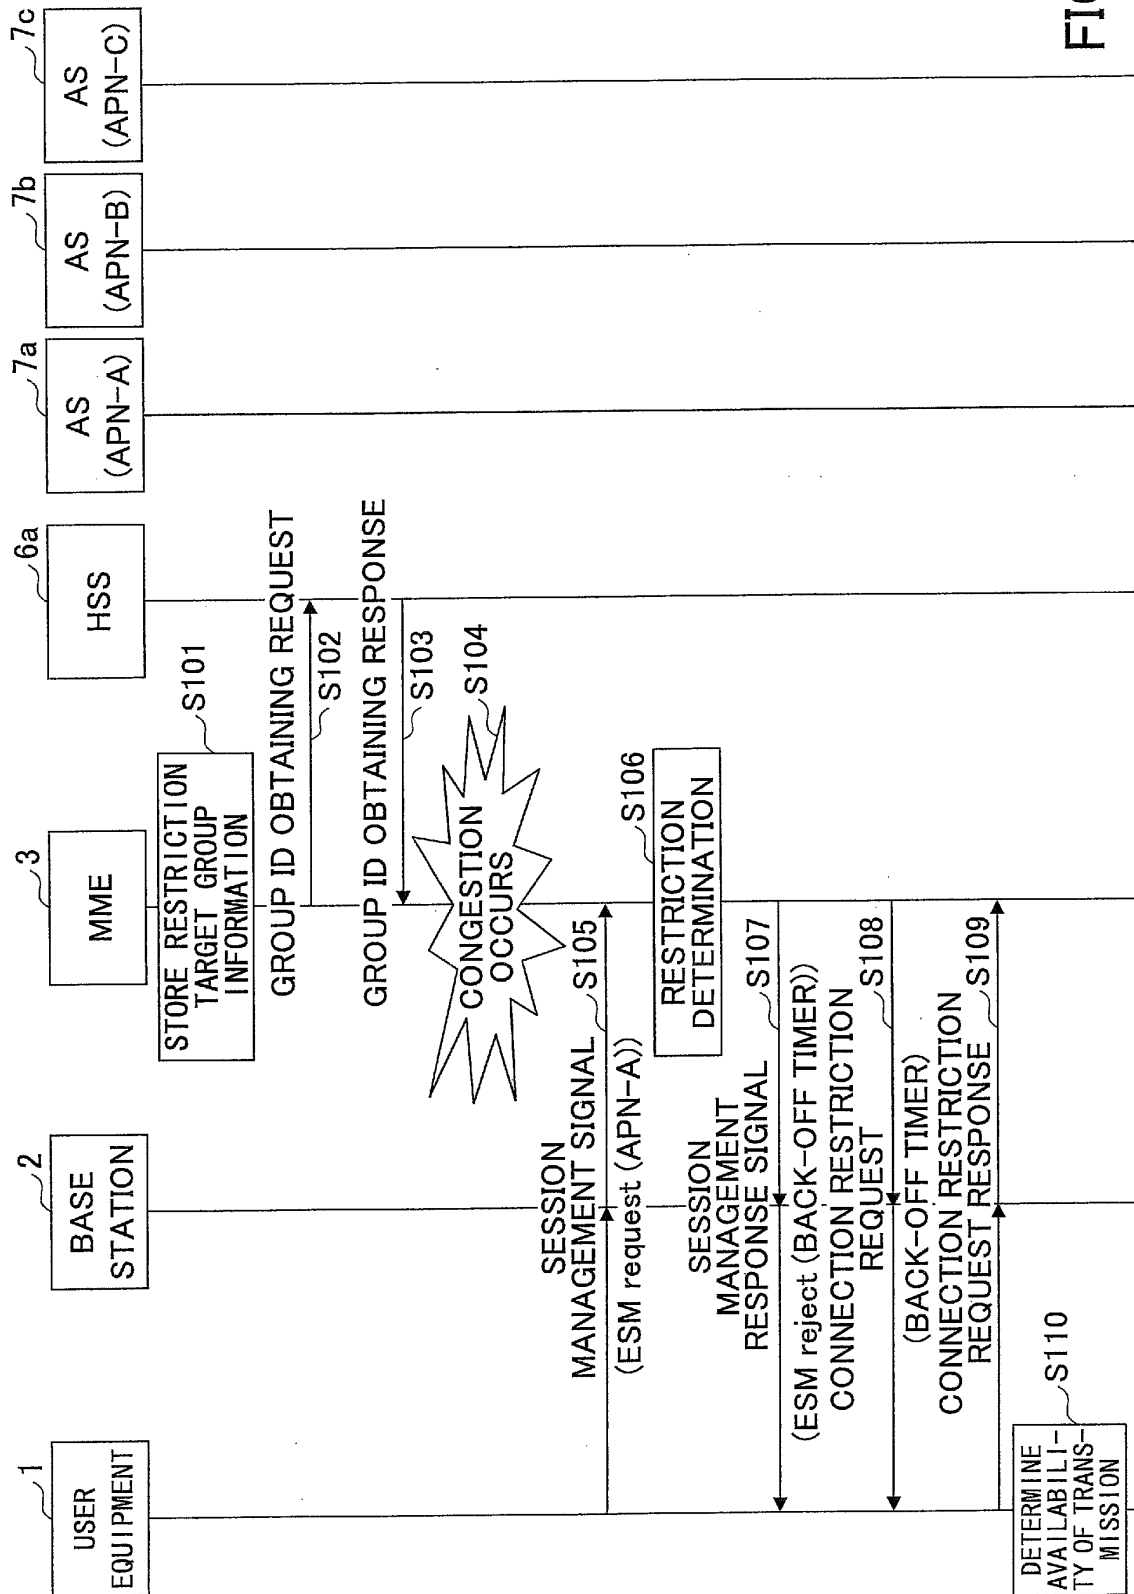 1
USER
EQUIPMENT
2
BASE
STATION
3
MME
6a
HSS
7a
AS
(APN-A)
7b
AS
(APN-B)
7c
AS
(APN-C)
STORE RESTRICTION
TARGET GROUP
INFORMATION
S101
GROUP ID OBTAINING REQUEST
S102
GROUP ID OBTAINING RESPONSE
S103
CONGESTION
OCCURS
S104
SESSION
MANAGEMENT SIGNAL
S105
(ESM request (APN-A))
RESTRICTION
DETERMINATION
S106
SESSION
MANAGEMENT
RESPONSE SIGNAL
S107
(ESM reject (BACK-OFF TIMER))
CONNECTION RESTRICTION
REQUEST
S108
(BACK-OFF TIMER)
CONNECTION RESTRICTION
REQUEST RESPONSE
S109
DETERMINE
AVAILABILI-
TY OF TRANS-
MISSION
S110